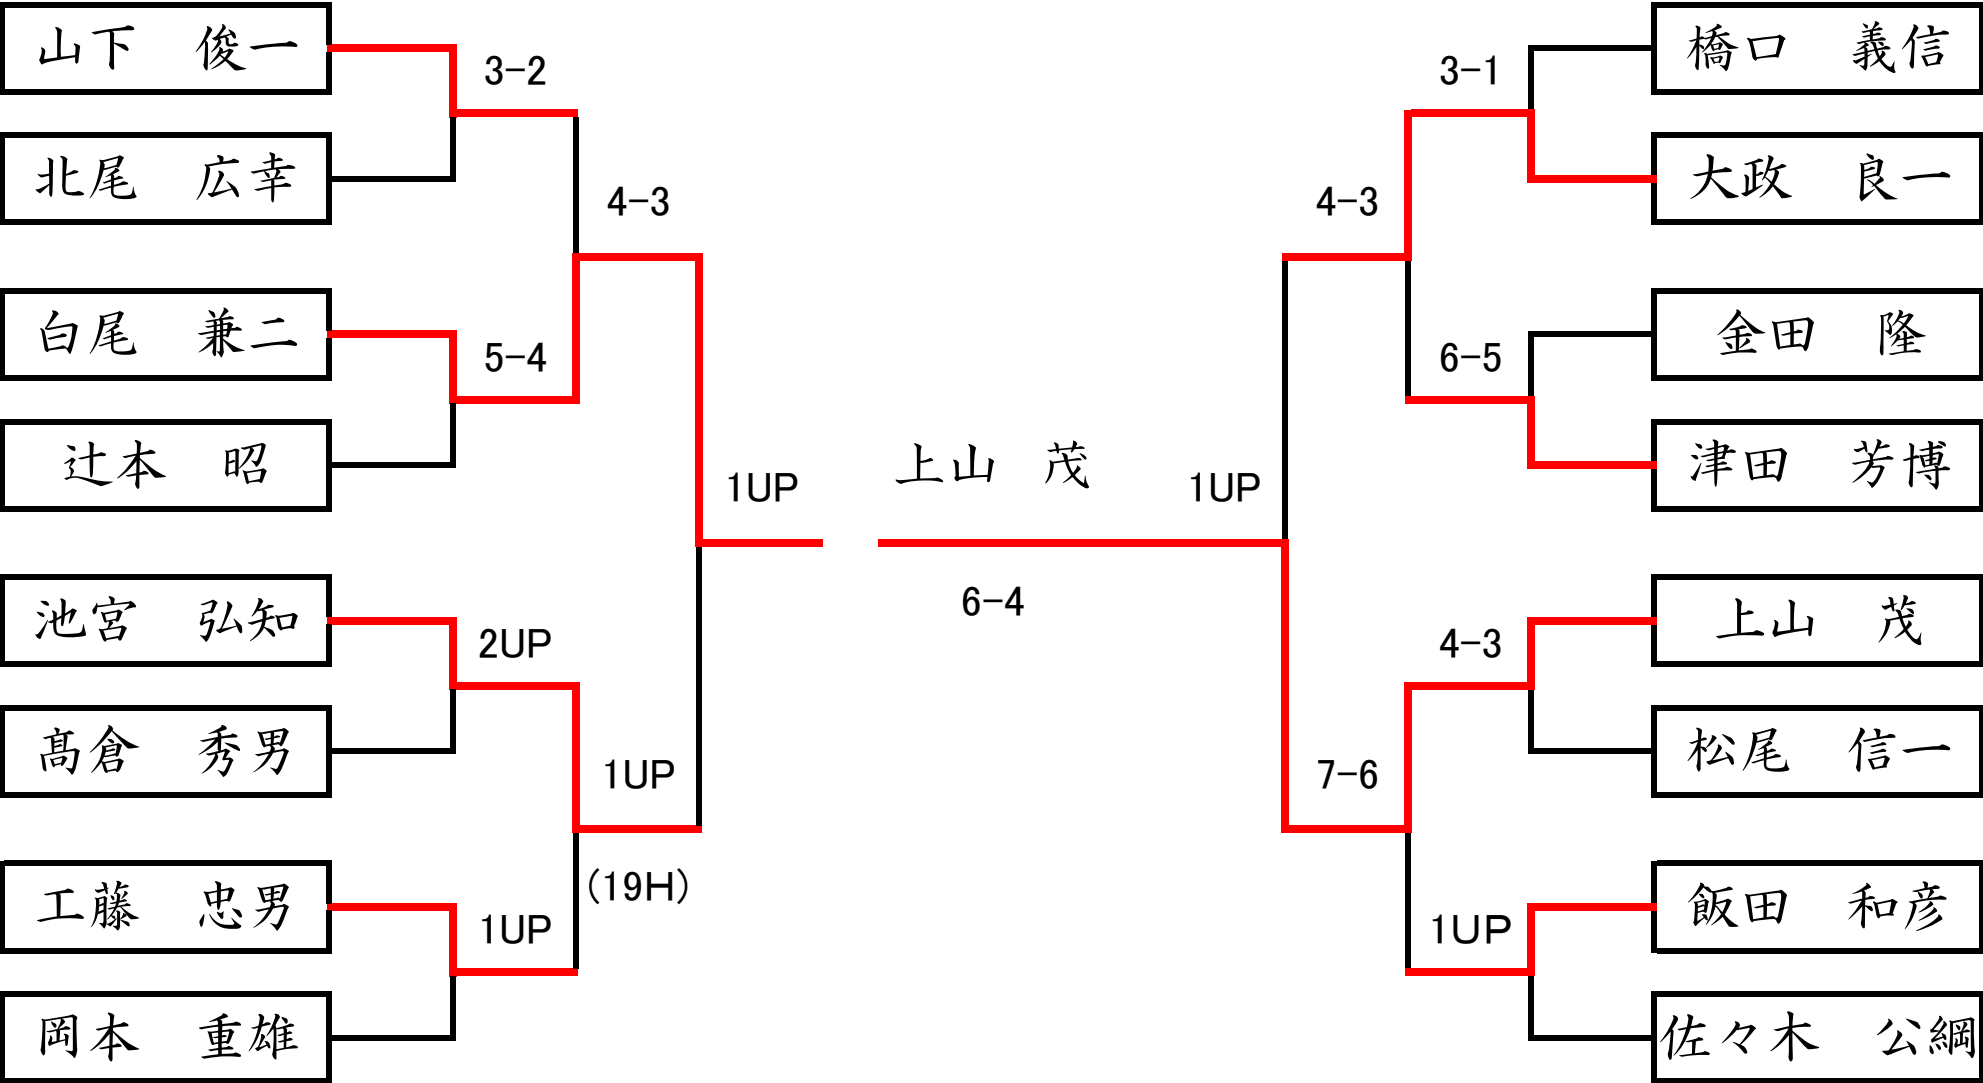 山下　俊一
北尾　広幸
白尾　兼二
辻本　昭
池宮　弘知
髙倉　秀男
工藤　忠男
岡本　重雄
3-2
5-4
2UP
1UP
4-3
1UP
(19H)
1UP
上山　茂
6-4
1UP
4-3
7-6
3-1
6-5
4-3
1UP
橋口　義信
大政　良一
金田　隆
津田　芳博
上山　茂
松尾　信一
飯田　和彦
佐々木　公綱